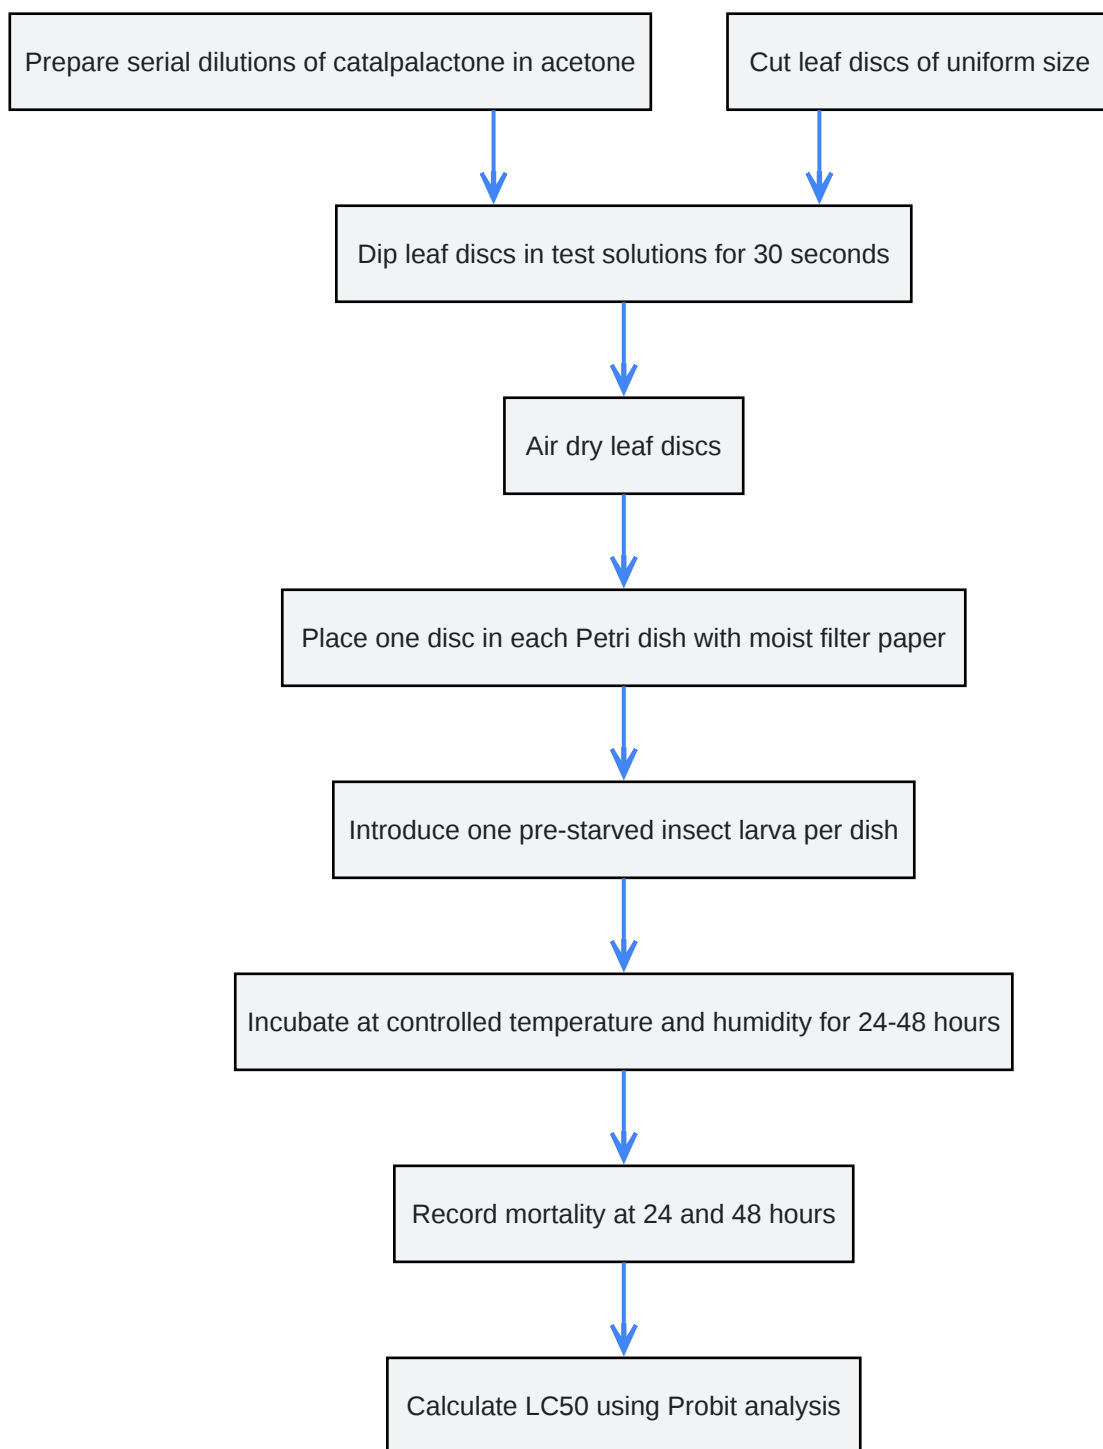 Prepare serial dilutions of catalpalactone in acetone
Cut leaf discs of uniform size
Dip leaf discs in test solutions for 30 seconds
Air dry leaf discs
Place one disc in each Petri dish with moist filter paper
Introduce one pre-starved insect larva per dish
Incubate at controlled temperature and humidity for 24-48 hours
Record mortality at 24 and 48 hours
Calculate LC50 using Probit analysis